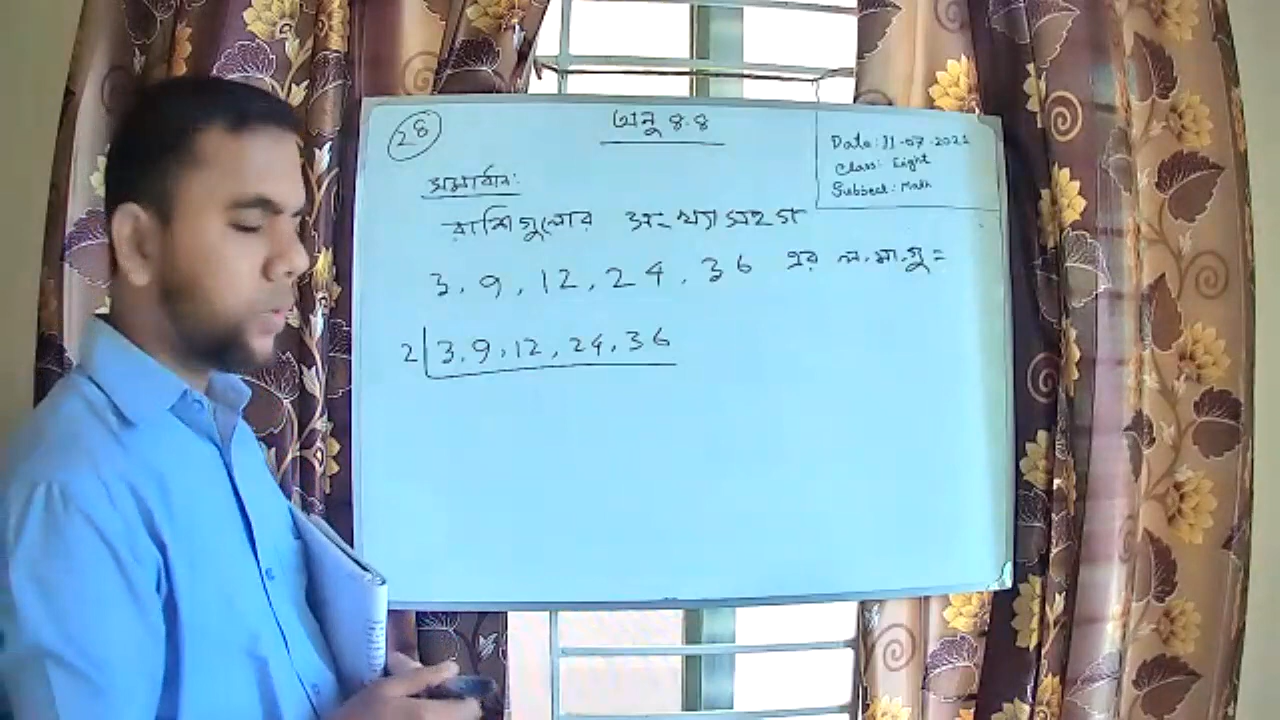 ২৪
অনু ৪.৪
Date: 11-07-2021
Class: Eight
Subject: Math
সমাধান:
রাশিগুলোর সংখ্যাসহগ
3, 9, 12, 24, 36 এর ল.সা.গু =
2 3, 9, 12, 24, 36